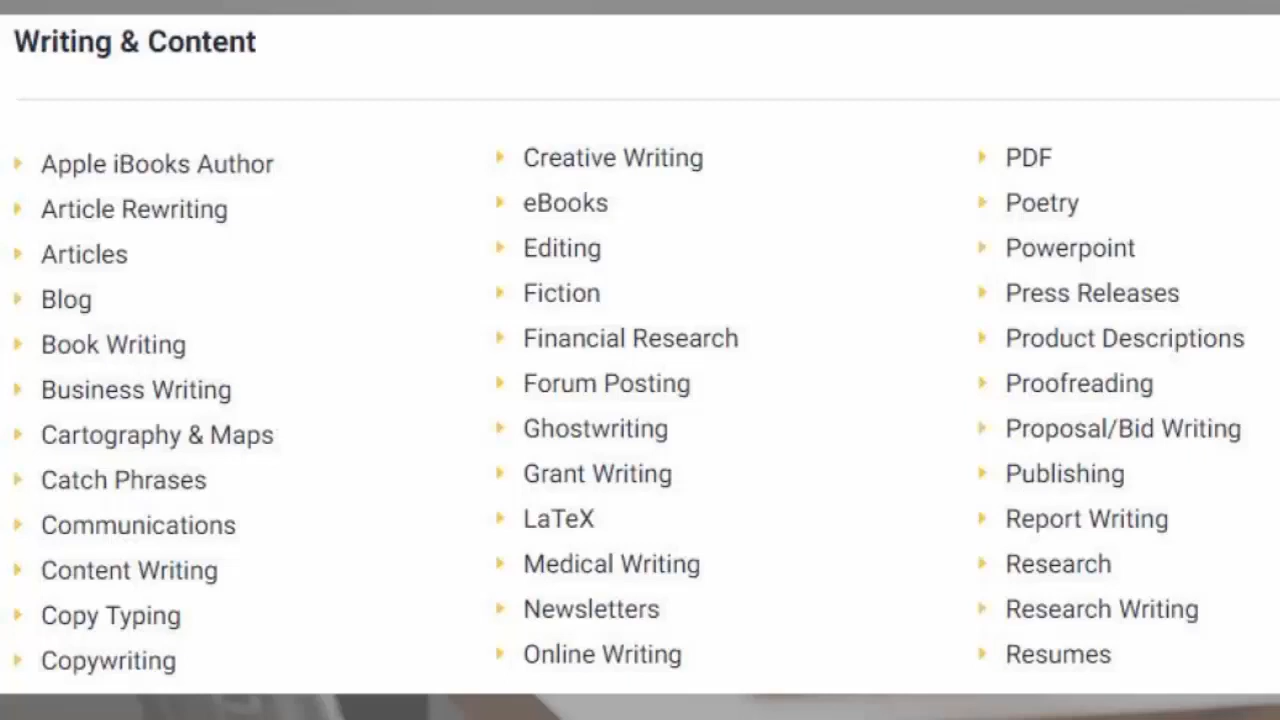 Writing & Content
Apple iBooks Author
Article Rewriting
Articles
Blog
Book Writing
Business Writing
Cartography & Maps
Catch Phrases
Communications
Content Writing
Copy Typing
Copywriting
Creative Writing
eBooks
Editing
Fiction
Financial Research
Forum Posting
Ghostwriting
Grant Writing
LaTeX
Medical Writing
Newsletters
Online Writing
PDF
Poetry
Powerpoint
Press Releases
Product Descriptions
Proofreading
Proposal/Bid Writing
Publishing
Report Writing
Research
Research Writing
Resumes